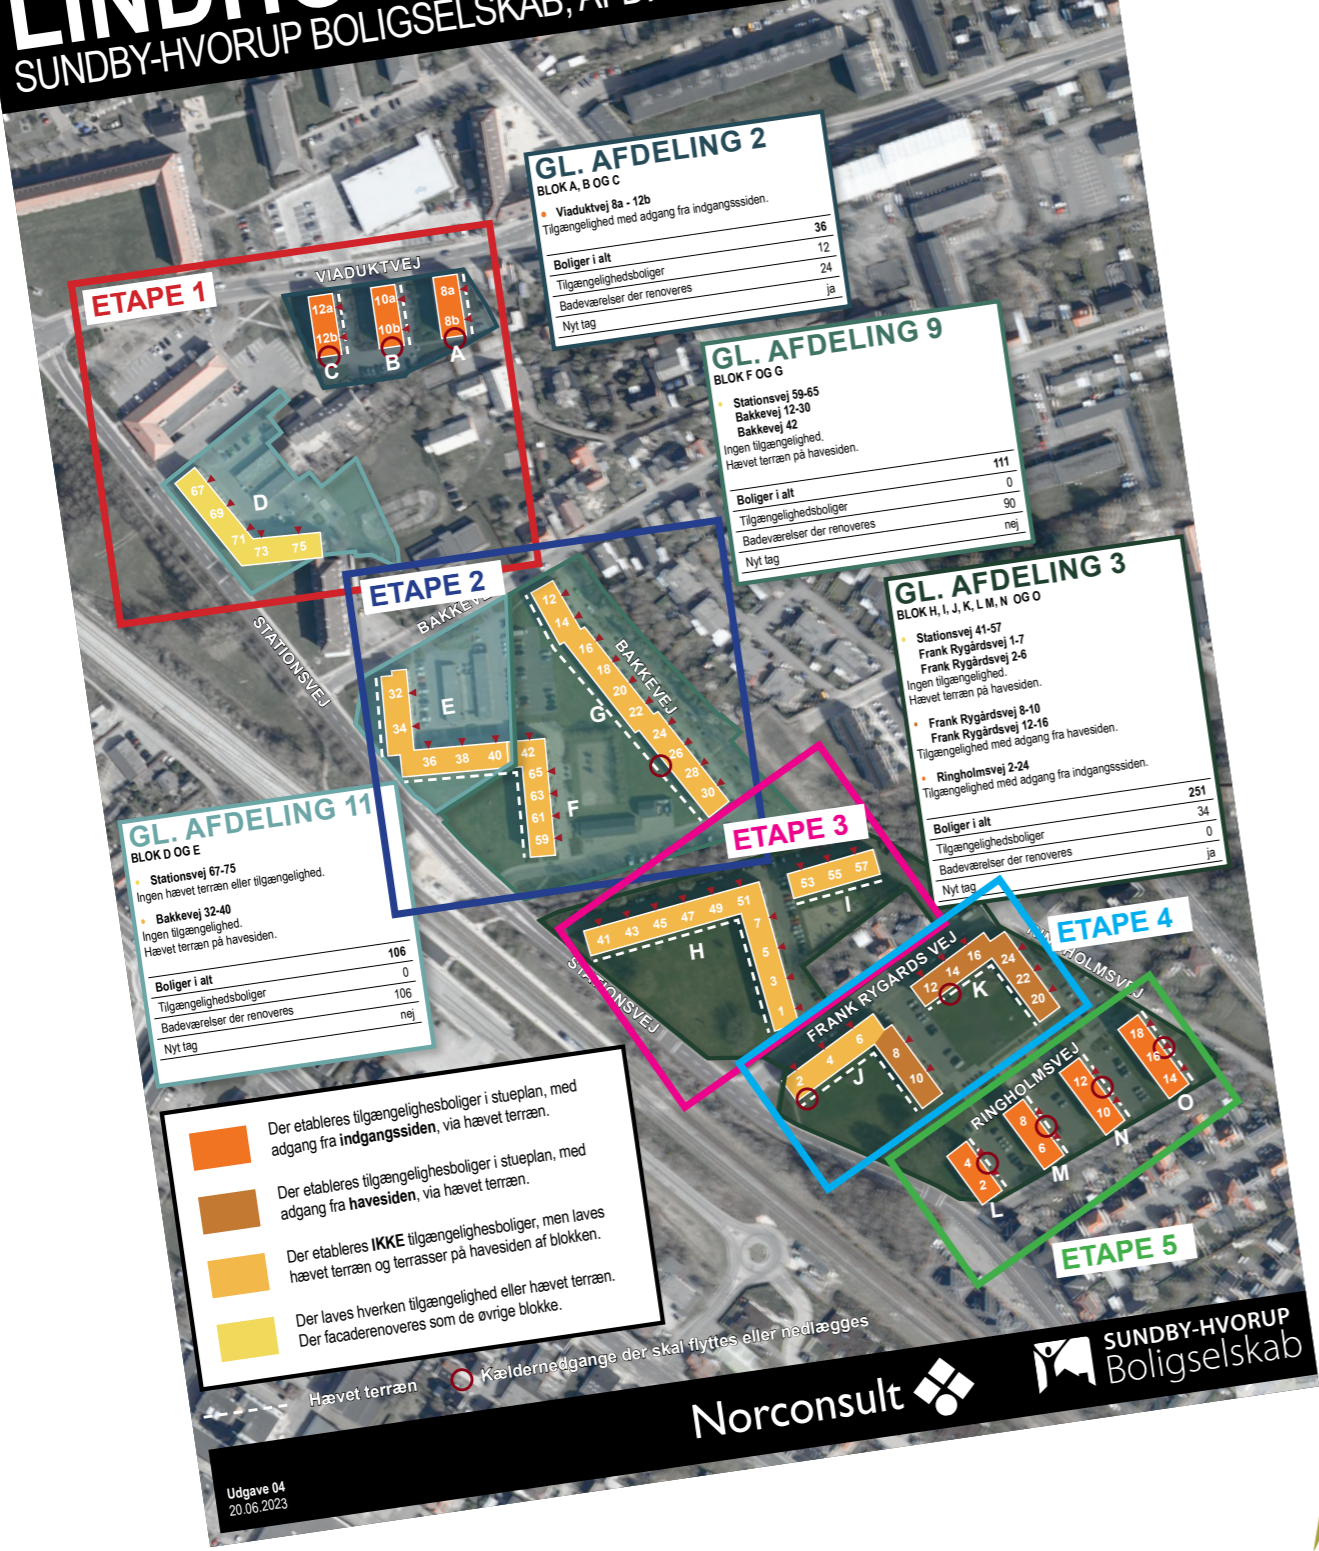 SUNDBY-HVORUP BOLIGSELSKAB,
GL. AFDELING 2
BLOK A, B OG C
Viaduktvej 8a - 12b
Tilgængelighed med adgang fra indgangsssiden.
Boligeri alt 36
Tilgængelighedsboliger 12
Badeværelser der renoveres 24
Nyt tag ja
ETAPE 1
VIADUKTVEJ
12a
12b
C
10a
10b
B
8a
8b
A
67
69
71
73
75
D
STATIONSVEJ
GL. AFDELING 9
BLOK F OG G
Stationsvej 59-65
Bakkevej 12-30
Bakkevej 42
Ingen tilgængelighed.
Hævet terræn på havesiden.
Boliger i alt 111
Tilgængelighedsboliger 0
Badeværelser der renoveres 90
Nyt tag nej
ETAPE 2
BAKKEVEJ
32
34
36
38
40
E
42
65
63
61
59
F
12
14
16
18
20
22
24
26
28
30
G
GL. AFDELING 3
BLOK H, I, J, K, L M, N OG O
Stationsvej 41-57
Frank Rygårdsvej 1-7
Frank Rygårdsvej 2-6
Ingen tilgængelighed.
Hævet terræn på havesiden.
Frank Rygårdsvej 8-10
Frank Rygårdsvej 12-16
Tilgængelighed med adgang fra havesiden.
Ringholmsvej 2-24
Tilgængelighed med adgang fra indgangsssiden.
Boliger i alt 251
Tilgængelighedsboliger 34
Badeværelser der renoveres 0
Nyt tag ja
GL. AFDELING 11
BLOK D OG E
Stationsvej 67-75
Ingen hævet terræn eller tilgængelighed.
Bakkevej 32-40
Ingen tilgængelighed.
Hævet terræn på havesiden.
Boliger i alt 106
Tilgængelighedsboliger 0
Badeværelser der renoveres 106
Nyt tag nej
ETAPE 3
41
43
45
47
49
51
7
5
3
1
H
53
55
57
I
STATIONSVEJ
ETAPE 4
FRANK RYGÅRDS VEJ
2
4
6
8
10
J
12
14
16
24
22
20
K
ETAPE 5
RINGHOLMSVEJ
4
2
L
8
6
M
12
10
N
18
16
14
O
Der etableres tilgængelighesboliger i stueplan, med
adgang fra indgangssiden, via hævet terræn.
Der etableres tilgængelighesboliger i stueplan, med
adgang fra havesiden, via hævet terræn.
Der etableres IKKE tilgængelighesboliger, men laves
hævet terræn og terrasser på havesiden af blokken.
Der laves hverken tilgængelighed eller hævet terræn.
Der facaderenoveres som de øvrige blokke.
Hævet terræn
Kældernedgange der skal flyttes eller nedlægges
Norconsult
SUNDBY-HVORUP
Boligselskab
Udgave 04
20.06.2023